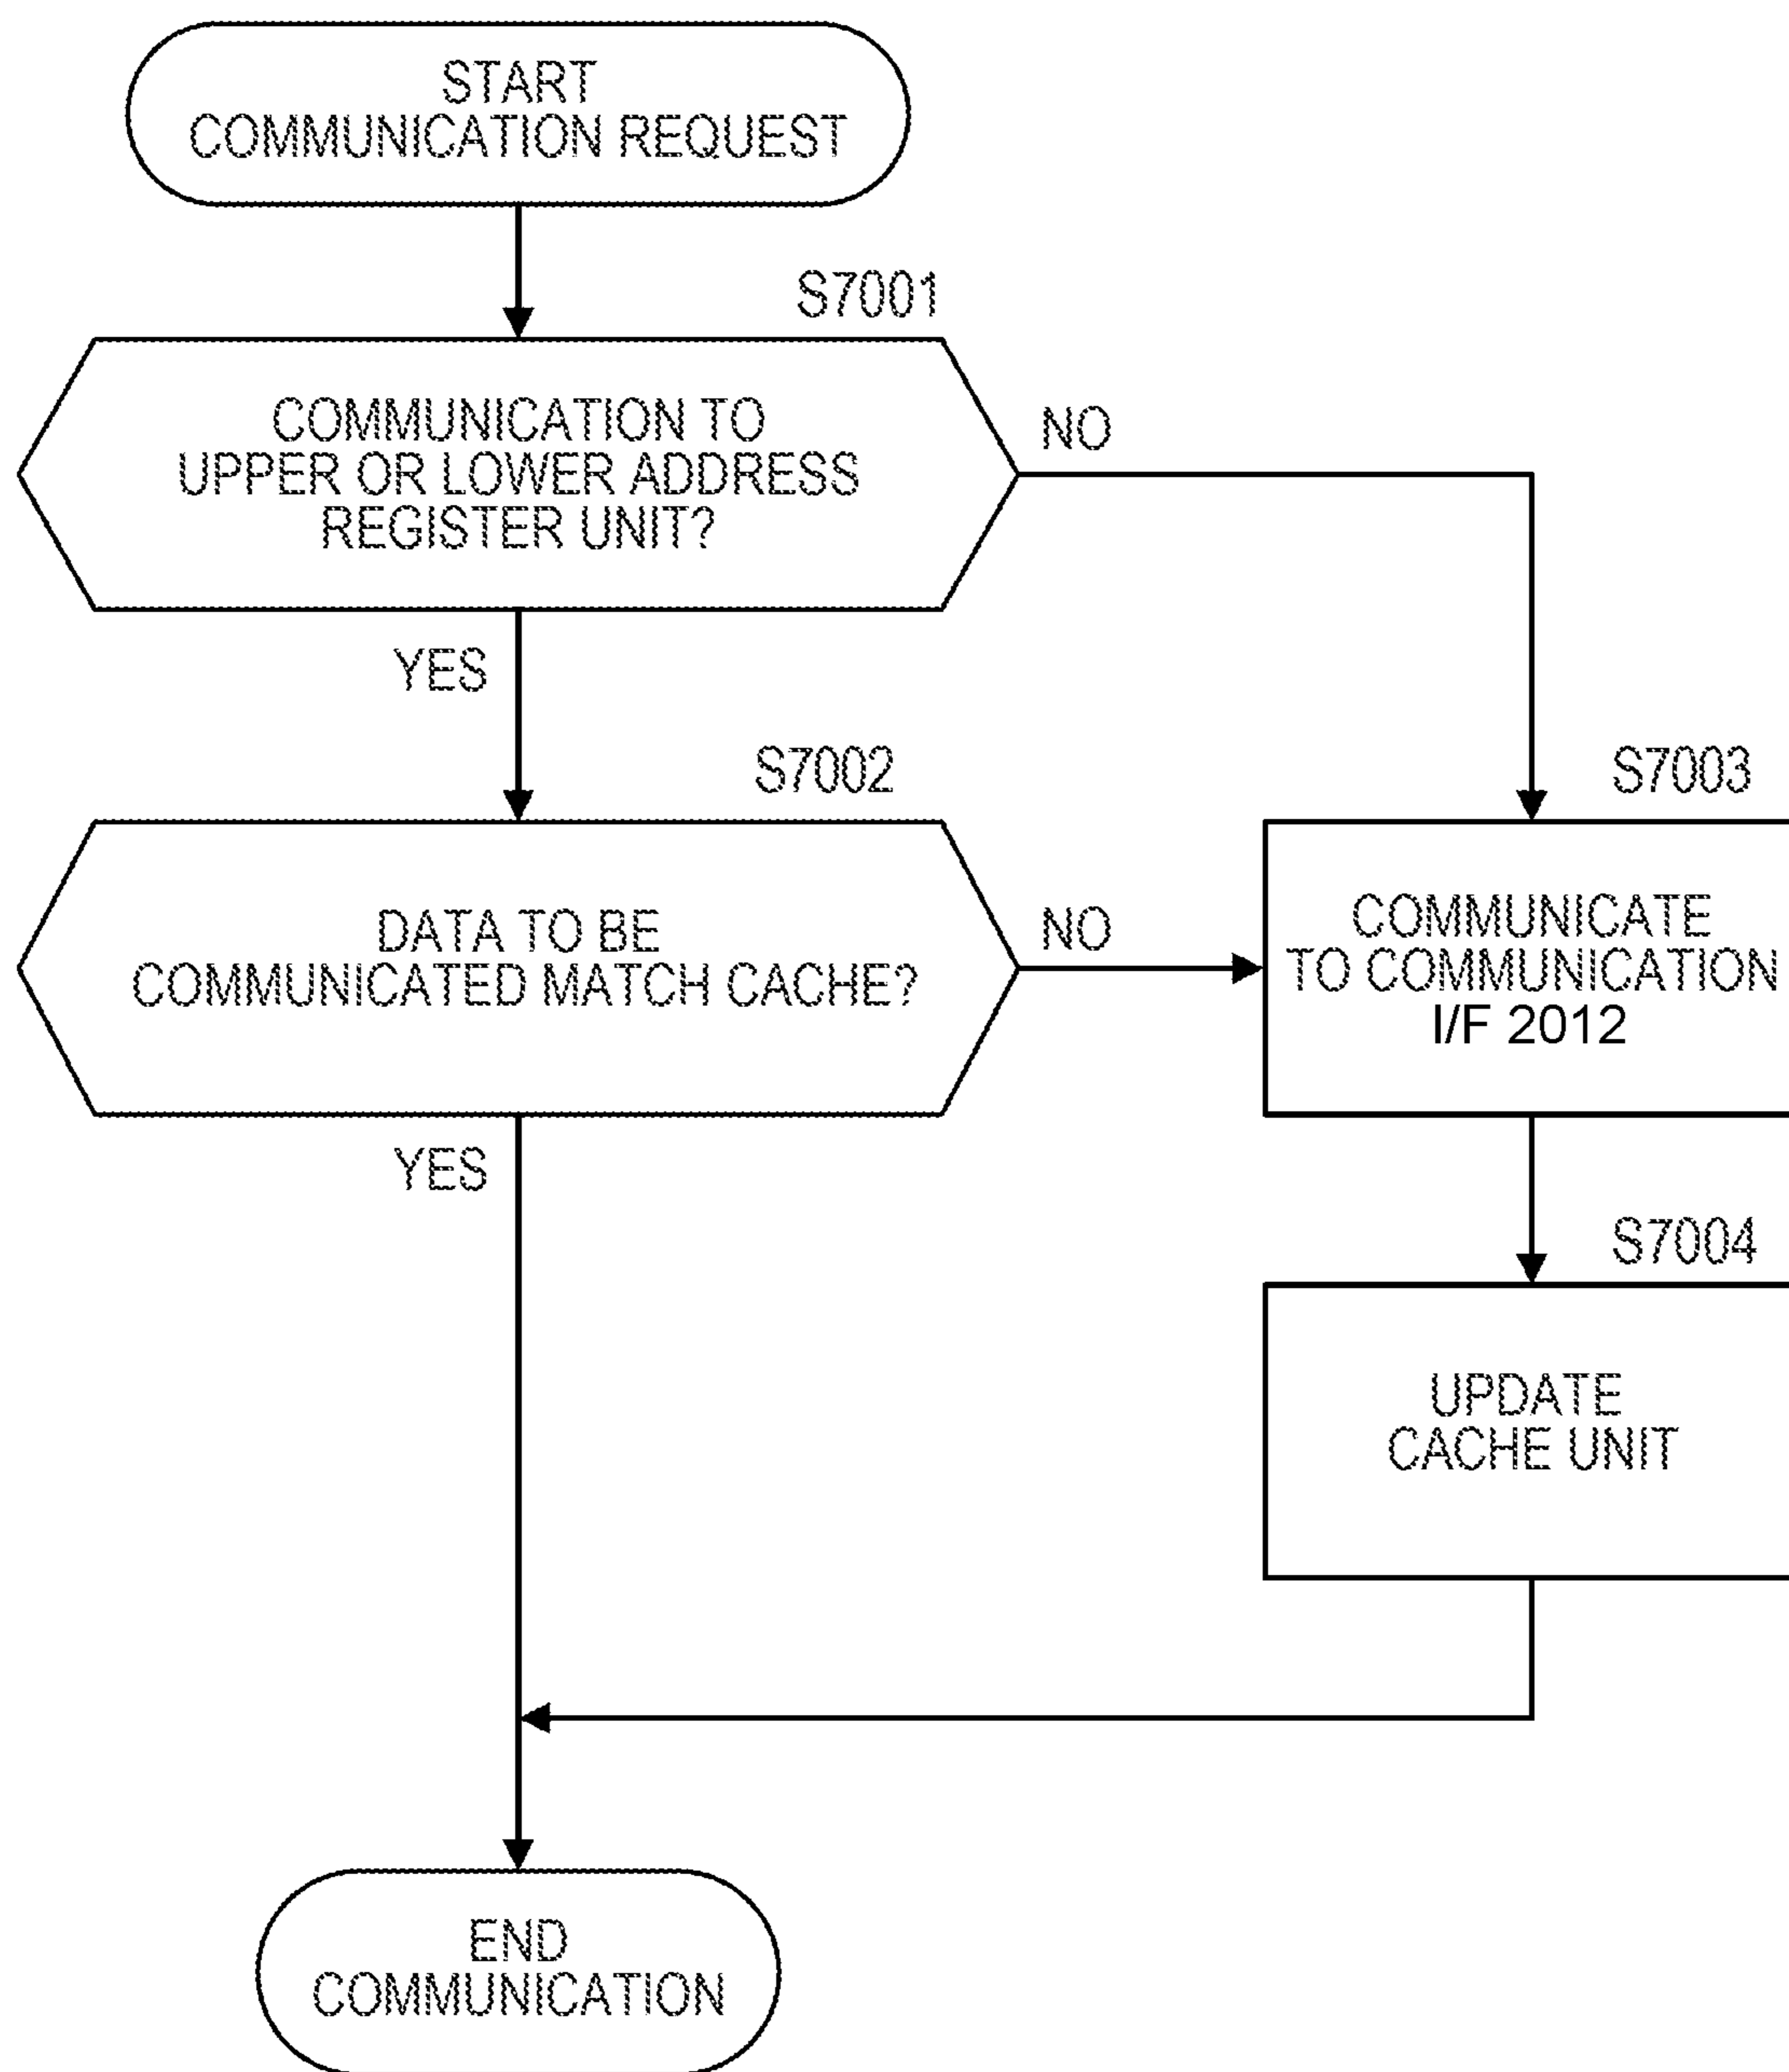 START
COMMUNICATION REQUEST
S7001
COMMUNICATION TO
UPPER OR LOWER ADDRESS
REGISTER UNIT?
NO
YES
S7002
DATA TO BE
COMMUNICATED MATCH CACHE?
NO
YES
S7003
COMMUNICATE
TO COMMUNICATION
I/F 2012
S7004
UPDATE
CACHE UNIT
END
COMMUNICATION